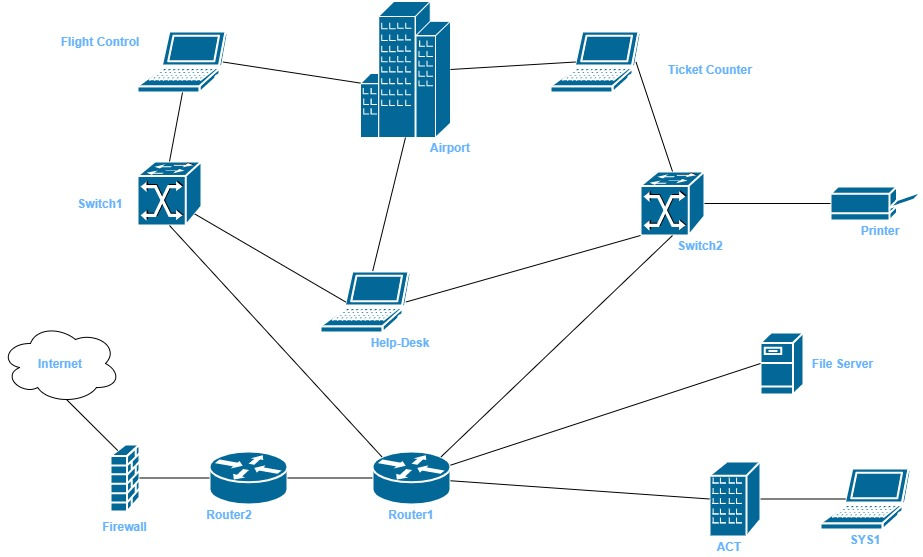 Flight Control
Ticket Counter
Airport
Switch1
Switch2
Printer
Help-Desk
Internet
File Server
Router2
Router1
Firewall
ACT
SYS1